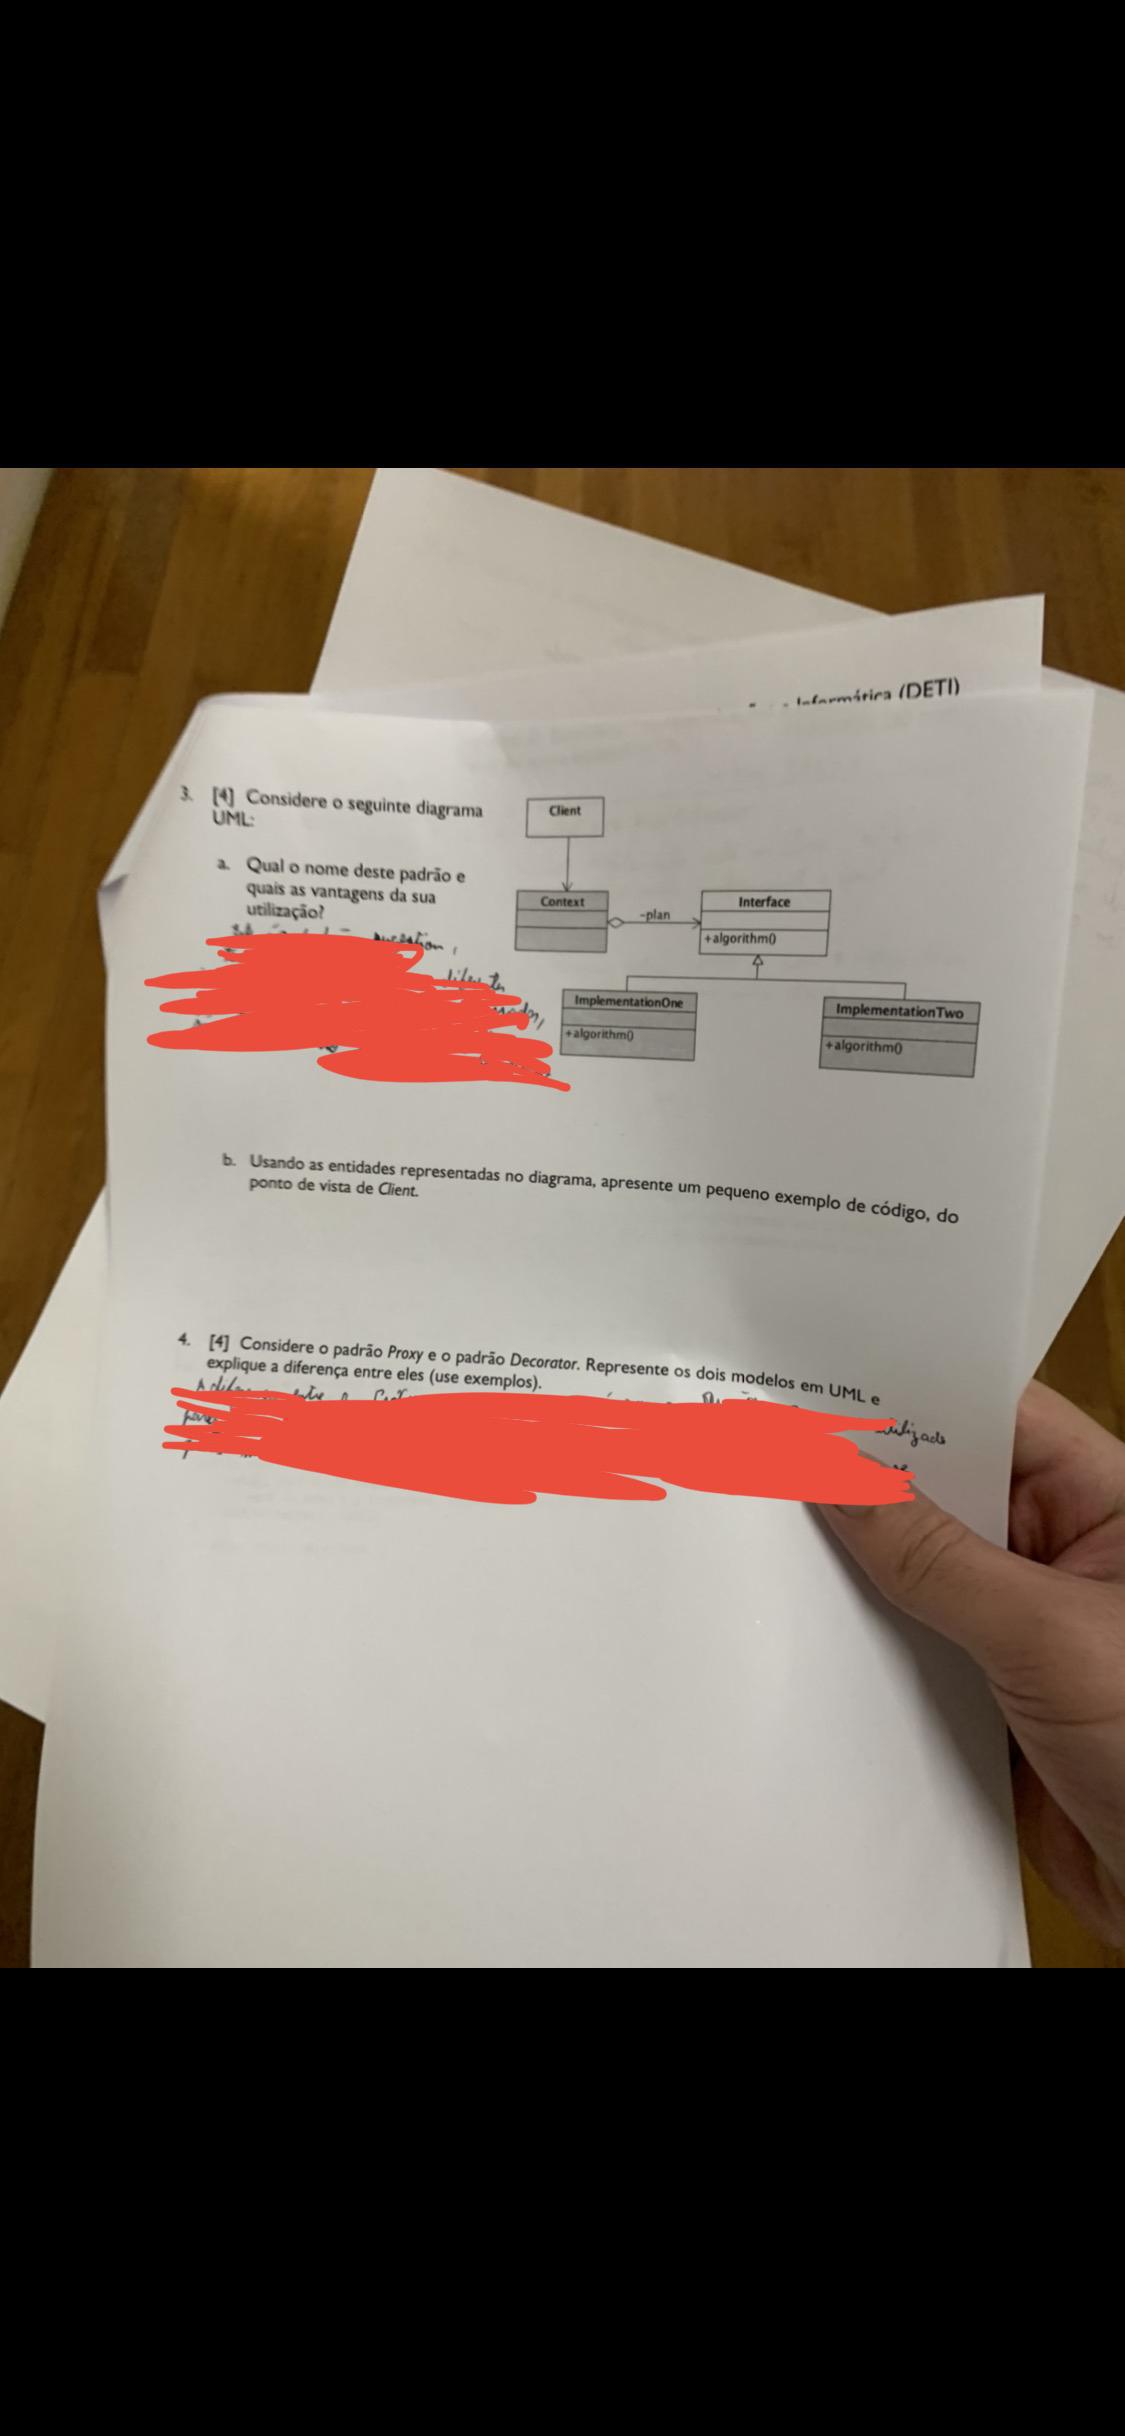 Informática (DETI)
3. [4] Considere o seguinte diagrama
UML:
a. Qual o nome deste padrão e
quais as vantagens da sua
utilização?
Client
Context
-plan
Interface
+algorithm()
ImplementationOne
+algorithm()
ImplementationTwo
+algorithm()
b. Usando as entidades representadas no diagrama, apresente um pequeno exemplo de código, do
ponto de vista de Client.
4. [4] Considere o padrão Proxy e o padrão Decorator. Represente os dois modelos em UML e
explique a diferença entre eles (use exemplos).
utilizado